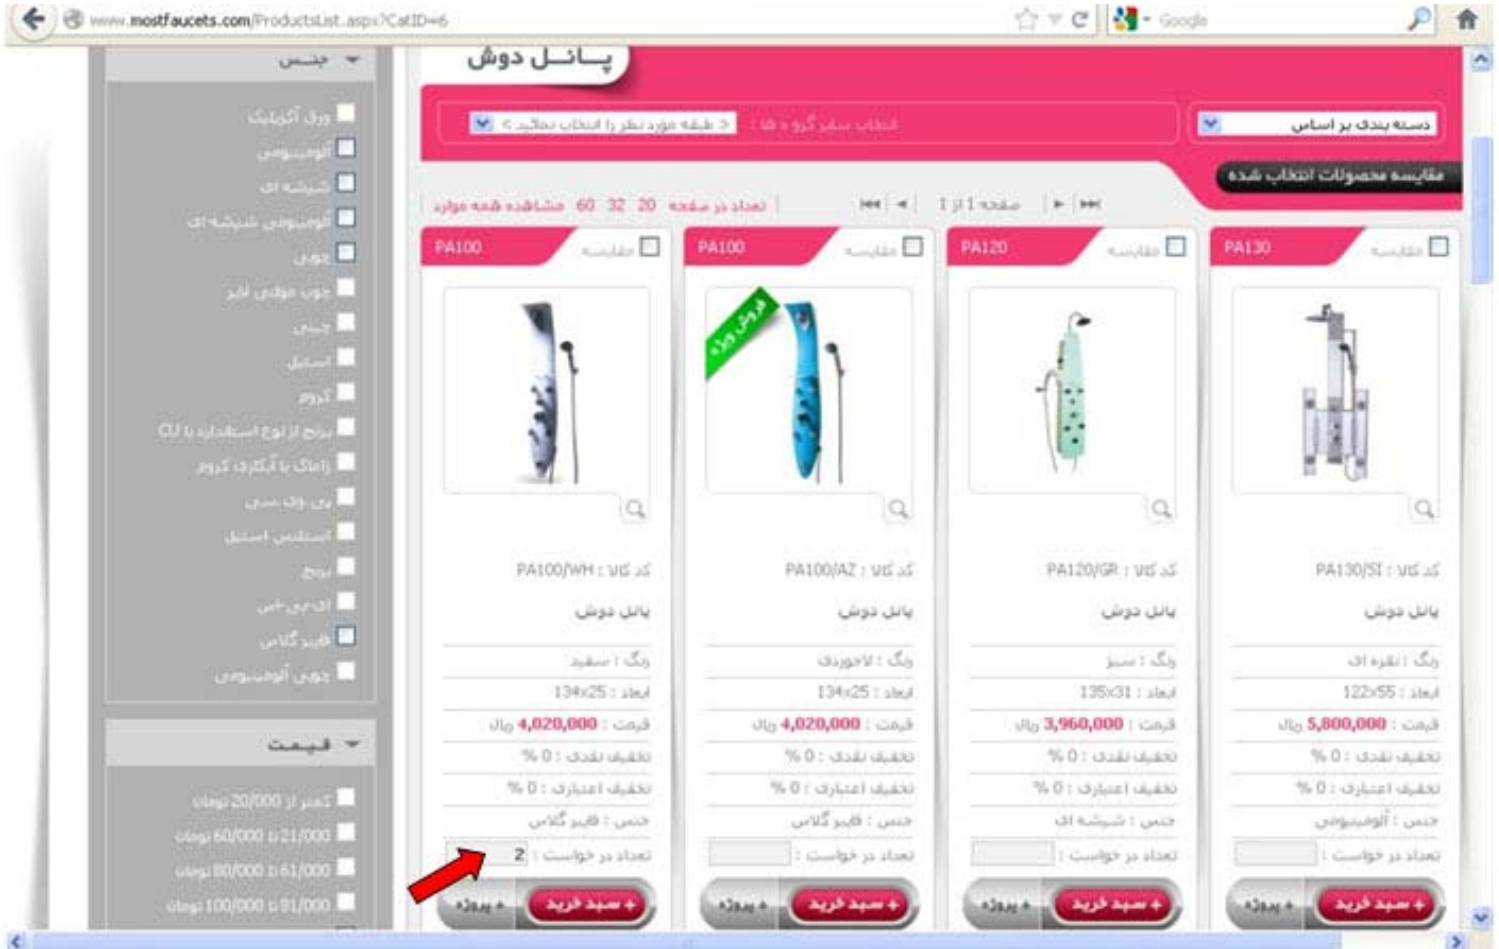 www.mostfaucets.com/ProductsList.aspx?CatID=6
Google
پــانــل دوش
دسته بندی بر اساس
انتخاب سایر گروه ها :
< طبقه مورد نظر را انتخاب نمائید >
مقایسه محصولات انتخاب شده
صفحه 1 از 1
تعداد در صفحه 20 32 60 مشاهده همه موارد
جنــس
ورق آکریلیک
آلومینیومی
شیشه ای
آلومینیومی شیشه ای
چوبی
چوب مولتی لایر
چینی
استیل
کروم
برنج از نوع استاندارد با CU
زاماک با آبکاری کروم
پی.وی.سی
استنلس استیل
برنج
ای-بی-اس
فایبر گلاس
چوبی آلومینیومی
قـیـمـت
کمتر از 20/000 تومان
21/000 تا 60/000 تومان
61/000 تا 80/000 تومان
81/000 تا 100/000 تومان
PA130
مقایسه
کد کالا : PA130/SI
پانل دوش
رنگ : نقره ای
ابعاد : 122x55
قیمت : 5,800,000 ریال
تخفیف نقدی : 0 %
تخفیف اعتباری : 0 %
جنس : آلومینیومی
تعداد در خواست :
+ سبد خرید
+ پروژه
PA120
مقایسه
کد کالا : PA120/GR
پانل دوش
رنگ : سبز
ابعاد : 135x31
قیمت : 3,960,000 ریال
تخفیف نقدی : 0 %
تخفیف اعتباری : 0 %
جنس : شیشه ای
تعداد در خواست :
+ سبد خرید
+ پروژه
PA100
مقایسه
فروش ویژه
کد کالا : PA100/AZ
پانل دوش
رنگ : لاجوردی
ابعاد : 134x25
قیمت : 4,020,000 ریال
تخفیف نقدی : 0 %
تخفیف اعتباری : 0 %
جنس : فایبر گلاس
تعداد در خواست :
+ سبد خرید
+ پروژه
PA100
مقایسه
کد کالا : PA100/WH
پانل دوش
رنگ : سفید
ابعاد : 134x25
قیمت : 4,020,000 ریال
تخفیف نقدی : 0 %
تخفیف اعتباری : 0 %
جنس : فایبر گلاس
تعداد در خواست : 2
+ سبد خرید
+ پروژه